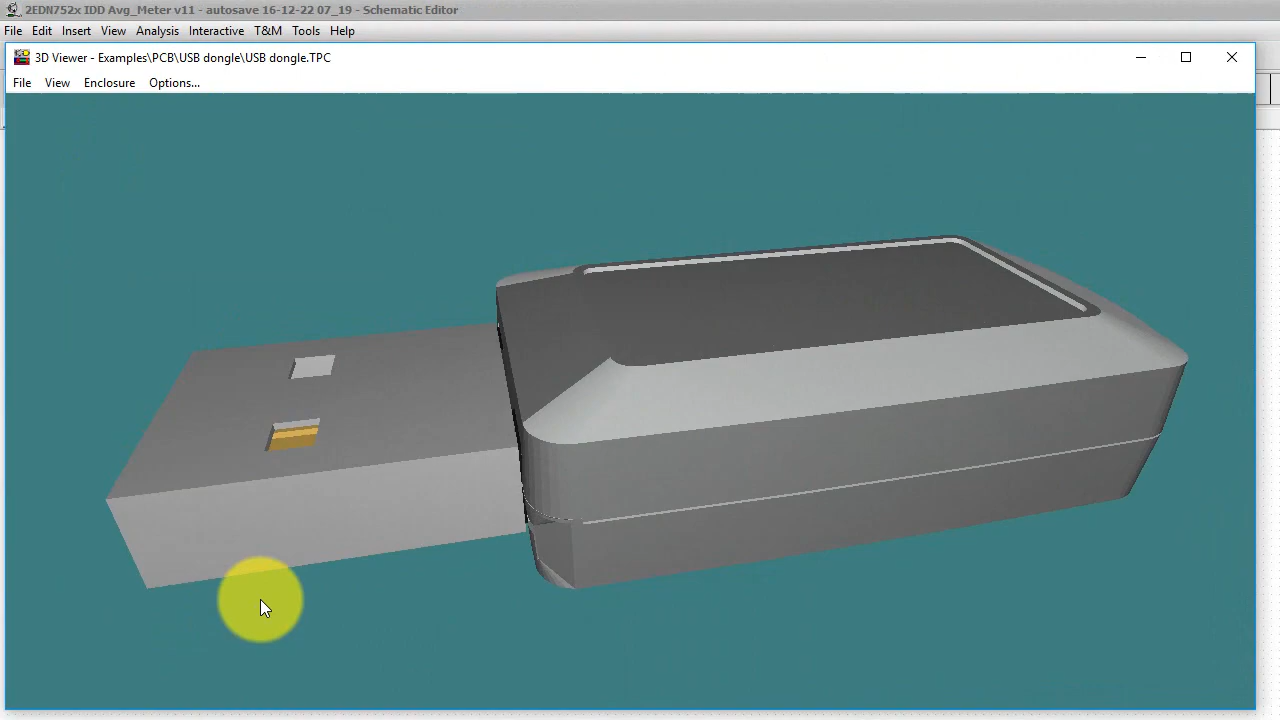 2EDN752x IDD Avg_Meter v11 - autosave 16-12-22 07_19 - Schematic Editor
File Edit Insert View Analysis Interactive T&M Tools Help
3D Viewer - Examples\PCB\USB dongle\USB dongle.TPC
File View Enclosure Options...